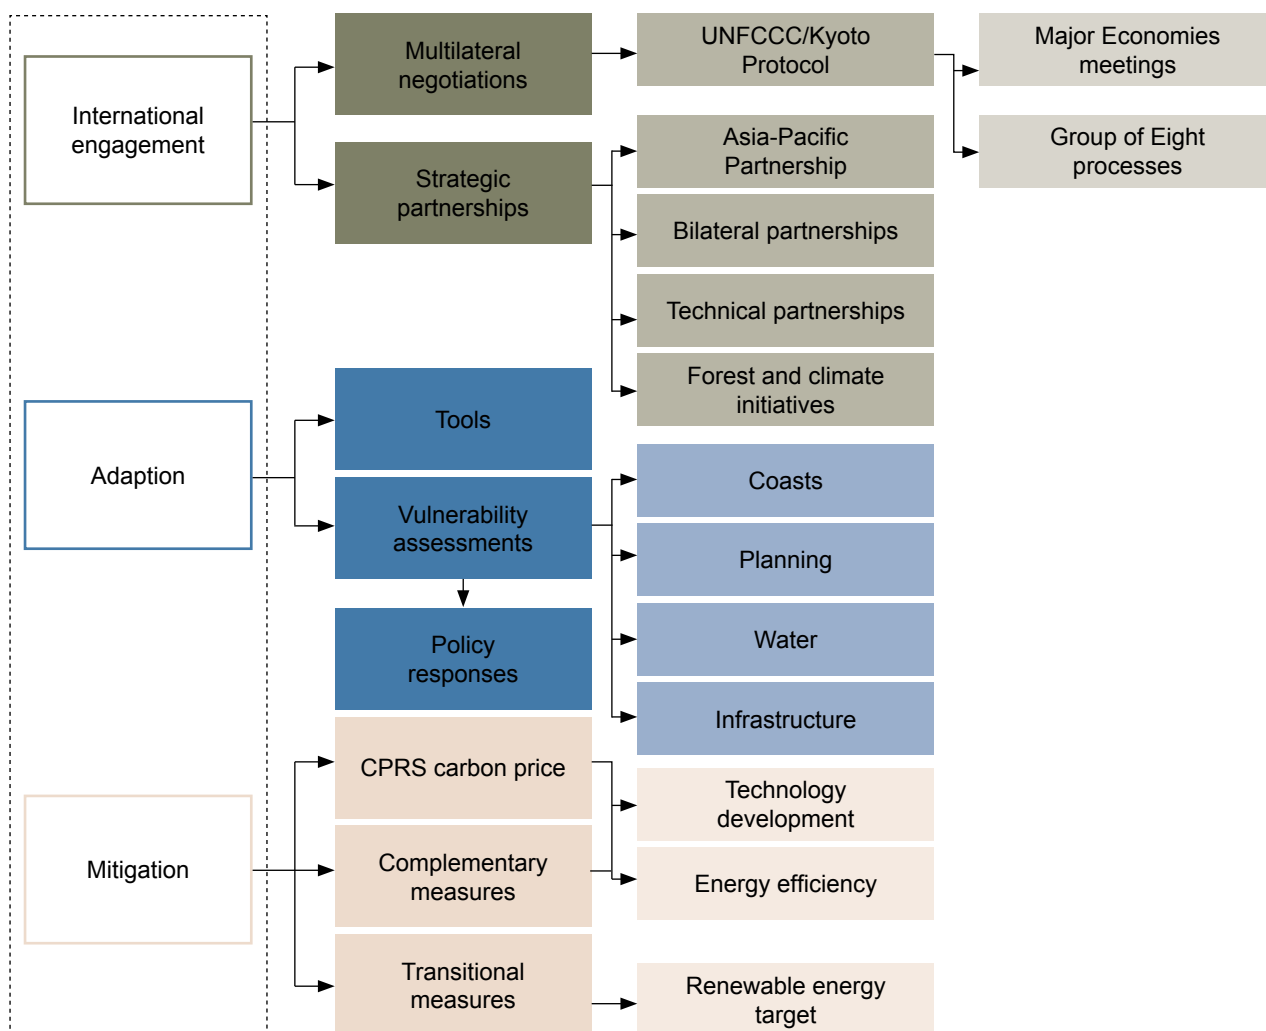 International
engagement
Multilateral
negotiations
UNFCCC/Kyoto
Protocol
Major Economies
meetings
Group of Eight
processes
Strategic
partnerships
Asia-Pacific
Partnership
Bilateral partnerships
Technical partnerships
Forest and climate
initiatives
Adaption
Tools
Vulnerability
assessments
Policy
responses
Coasts
Planning
Water
Infrastructure
Mitigation
CPRS carbon price
Complementary
measures
Transitional
measures
Technology
development
Energy efficiency
Renewable energy
target